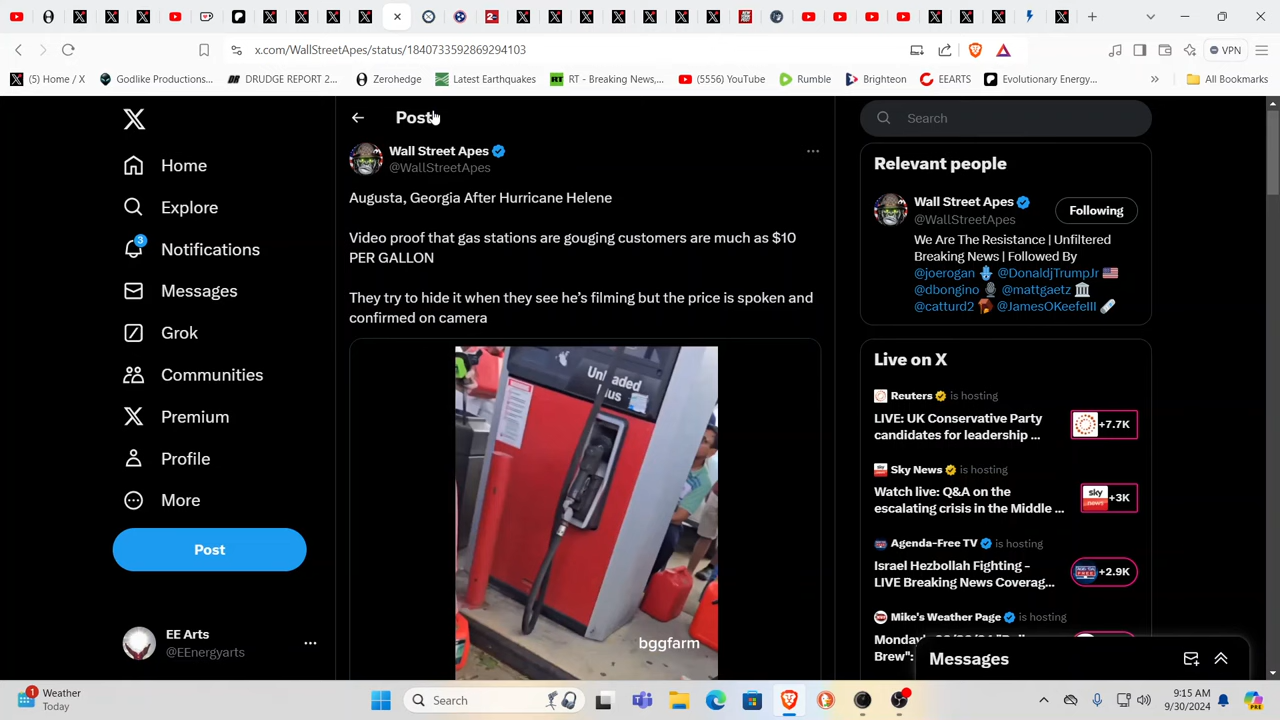 x.com/WallStreetApes/status/1840733592869294103
VPN
(5) Home / X
Godlike Productions...
DRUDGE REPORT 2...
Zerohedge
Latest Earthquakes
RT - Breaking News,...
(5556) YouTube
Rumble
Brighteon
EEARTS
Evolutionary Energy...
All Bookmarks
Home
Explore
3
Notifications
Messages
Grok
Communities
Premium
Profile
More
Post
EE Arts
@EEnergyarts
Post
Wall Street Apes
@WallStreetApes
Augusta, Georgia After Hurricane Helene
Video proof that gas stations are gouging customers are much as $10
PER GALLON
They try to hide it when they see he's filming but the price is spoken and
confirmed on camera
Unleaded
Plus
bggfarm
Search
Relevant people
Wall Street Apes
@WallStreetApes
Following
We Are The Resistance | Unfiltered
Breaking News | Followed By
@joerogan @DonaldjTrumpJr
@dbongino @mattgaetz
@catturd2 @JamesOKeefeIII
Live on X
Reuters is hosting
LIVE: UK Conservative Party
candidates for leadership ...
+7.7K
Sky News is hosting
Watch live: Q&A on the
escalating crisis in the Middle ...
sky
+3K
Agenda-Free TV is hosting
Israel Hezbollah Fighting -
LIVE Breaking News Coverag...
+2.9K
Mike's Weather Page is hosting
Messages
1
Weather
Today
Search
9:15 AM
9/30/2024